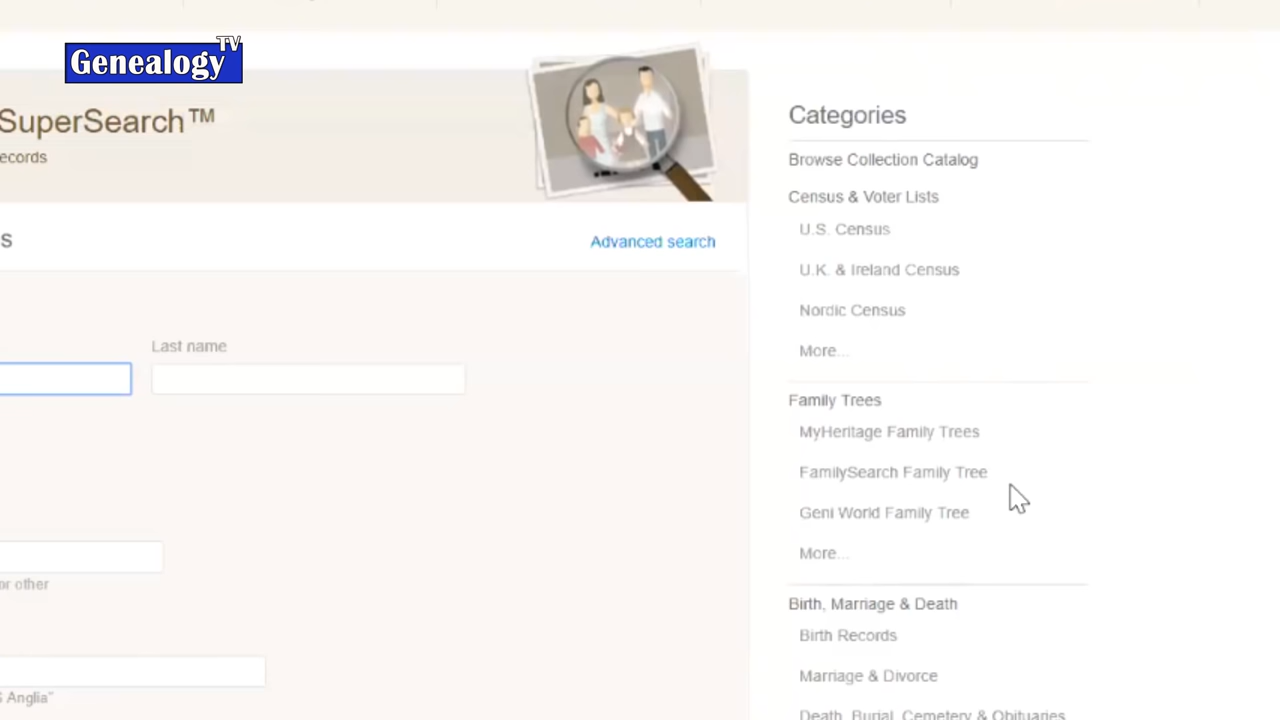 Genealogy TV
SuperSearch™
ecords
s
Advanced search
Last name
or other
s Anglia"
Categories
Browse Collection Catalog
Census & Voter Lists
U.S. Census
U.K. & Ireland Census
Nordic Census
More...
Family Trees
MyHeritage Family Trees
FamilySearch Family Tree
Geni World Family Tree
More...
Birth, Marriage & Death
Birth Records
Marriage & Divorce
Death, Burial, Cemetery & Obituaries